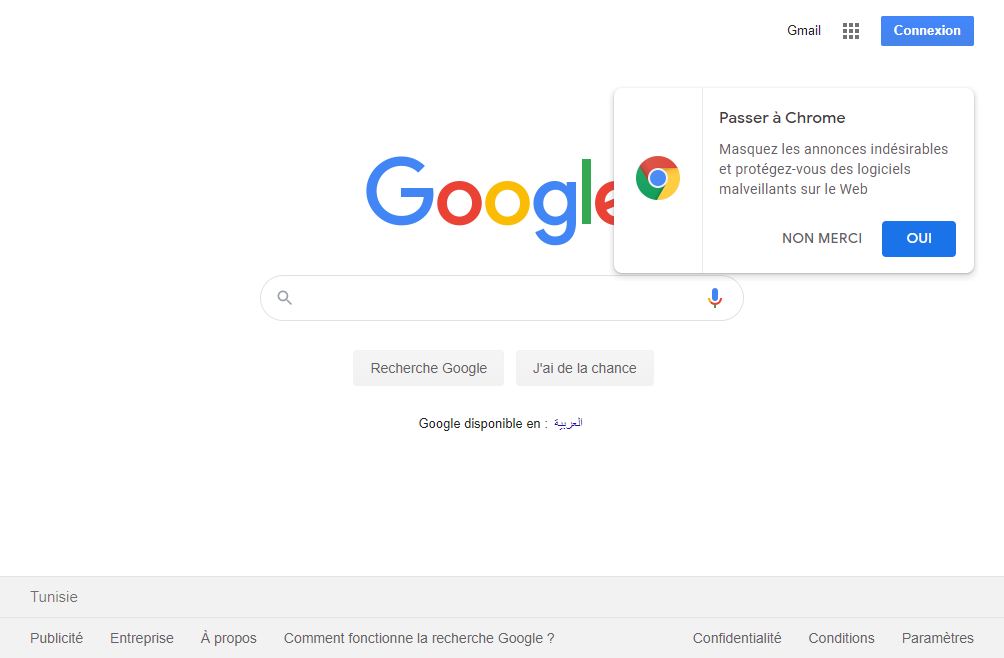 Gmail
Connexion
Passer à Chrome
Masquez les annonces indésirables
et protégez-vous des logiciels
malveillants sur le Web
NON MERCI
OUI
Google
Recherche Google
J'ai de la chance
Google disponible en : العربية
Tunisie
Publicité
Entreprise
À propos
Comment fonctionne la recherche Google ?
Confidentialité
Conditions
Paramètres